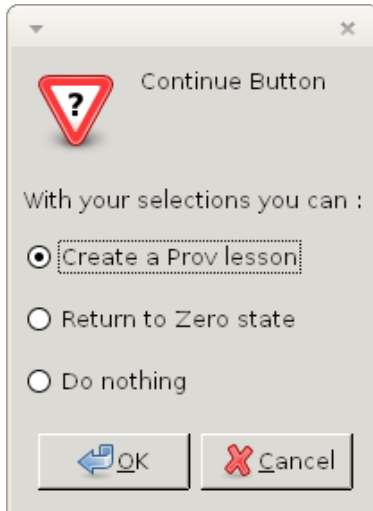 ?
Continue Button
With your selections you can :
Create a Prov lesson
Return to Zero state
Do nothing
OK
Cancel